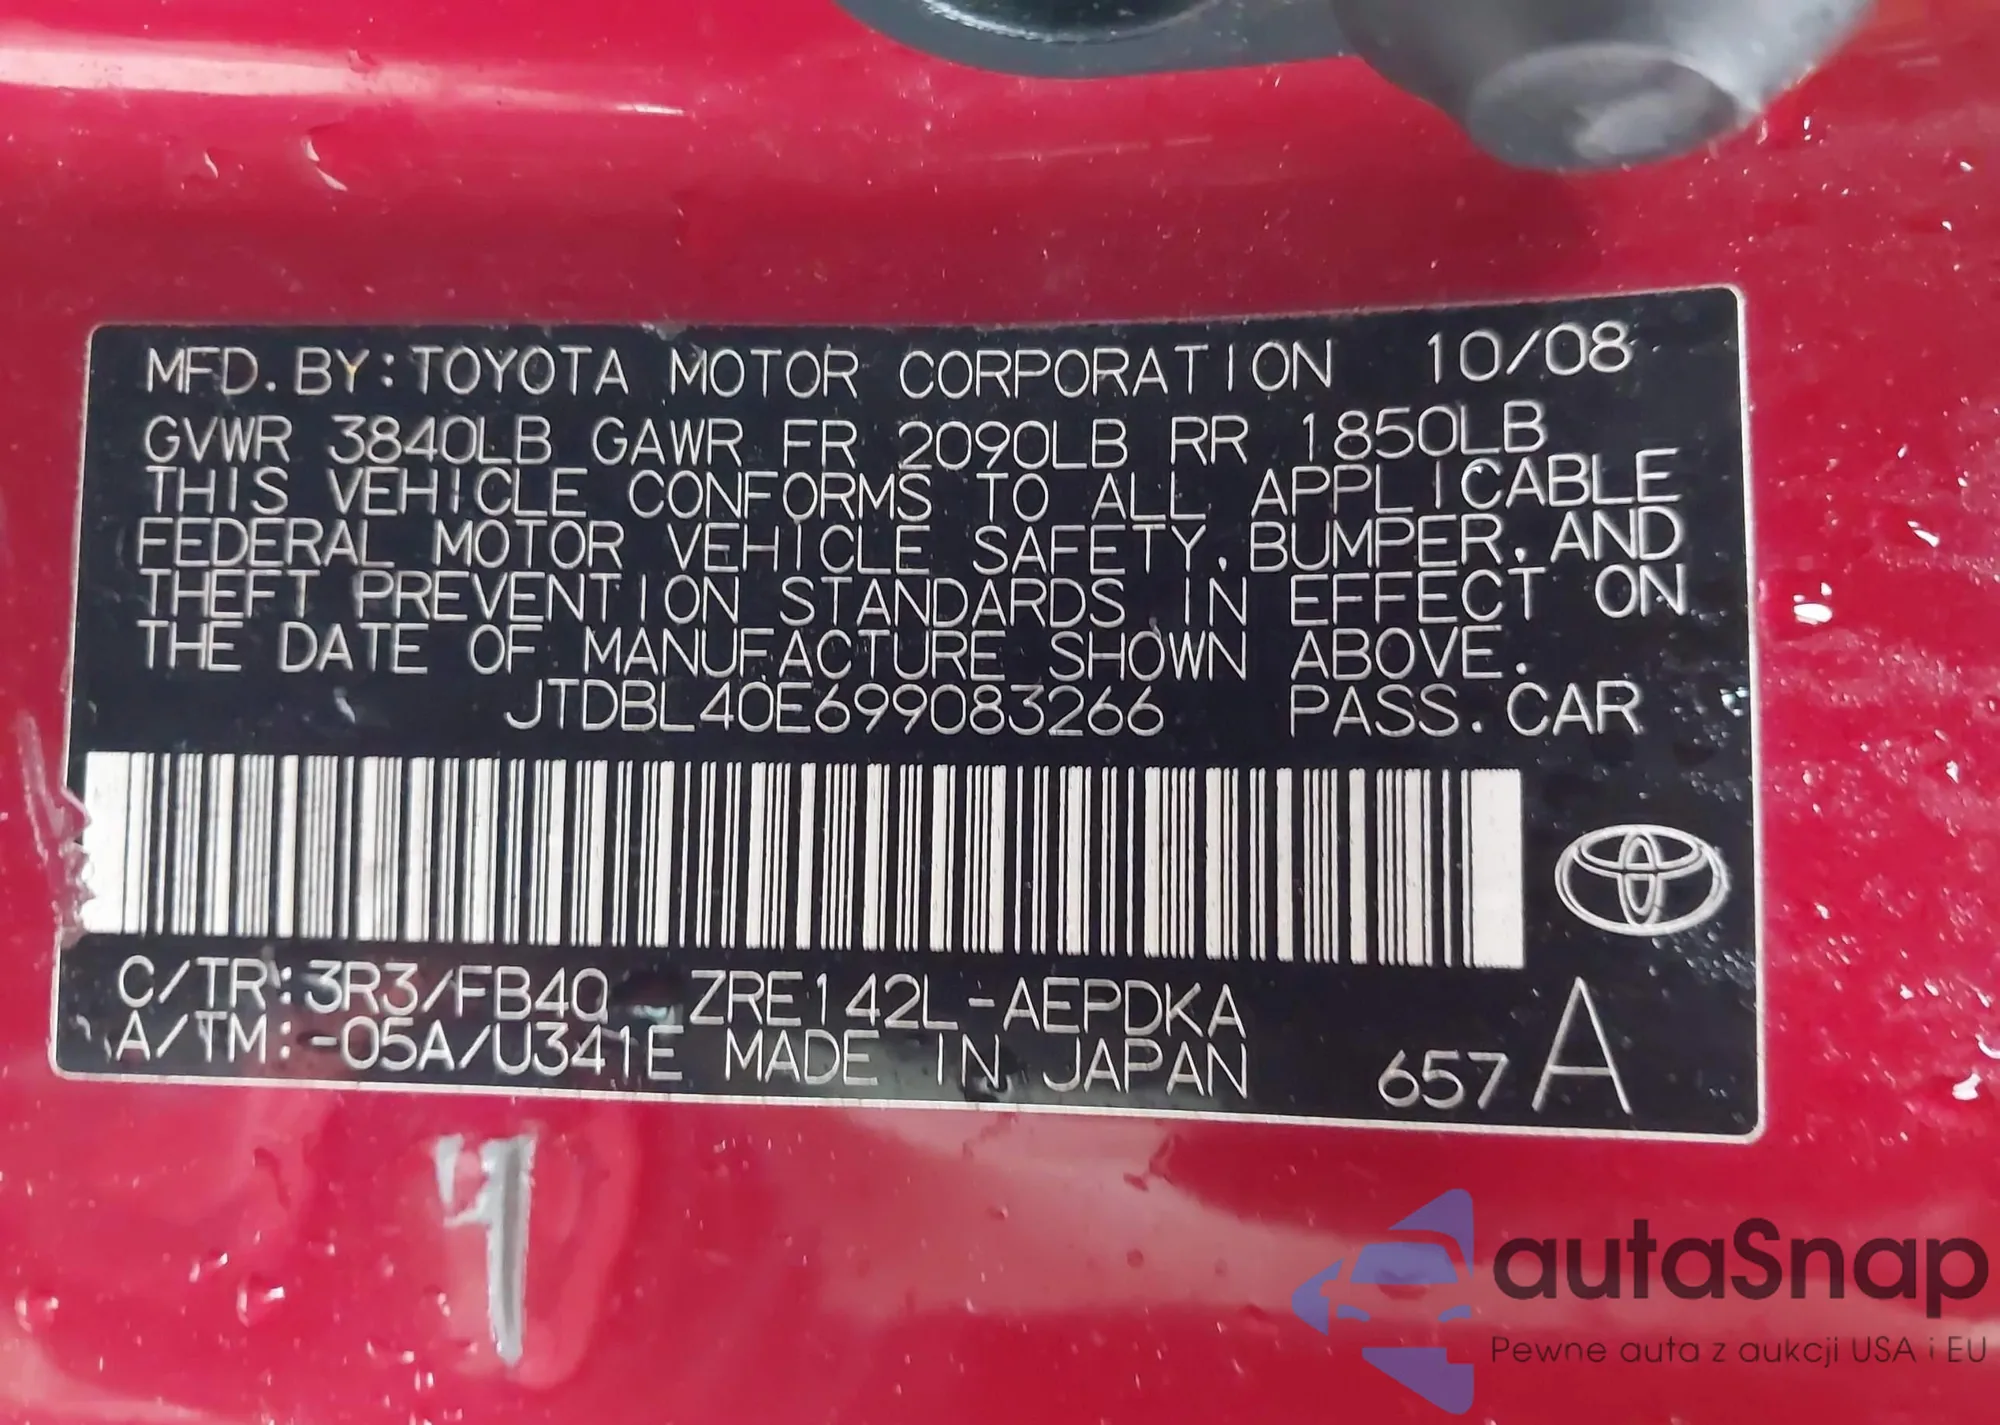 MFD. BY: TOYOTA MOTOR CORPORATION 10/08
GVWR 3840LB GAWR FR 2090LB RR 1850LB
THIS VEHICLE CONFORMS TO ALL APPLICABLE
FEDERAL MOTOR VEHICLE SAFETY, BUMPER, AND
THEFT PREVENTION STANDARDS IN EFFECT ON
THE DATE OF MANUFACTURE SHOWN ABOVE.
JTDBL40E699083266 PASS. CAR
C/TR: 3R3/FB40 ZRE142L-AEPDKA
A/TM: -05A/U341E MADE IN JAPAN 657 A
autaSnap
Pewne auta z aukcji USA i EU